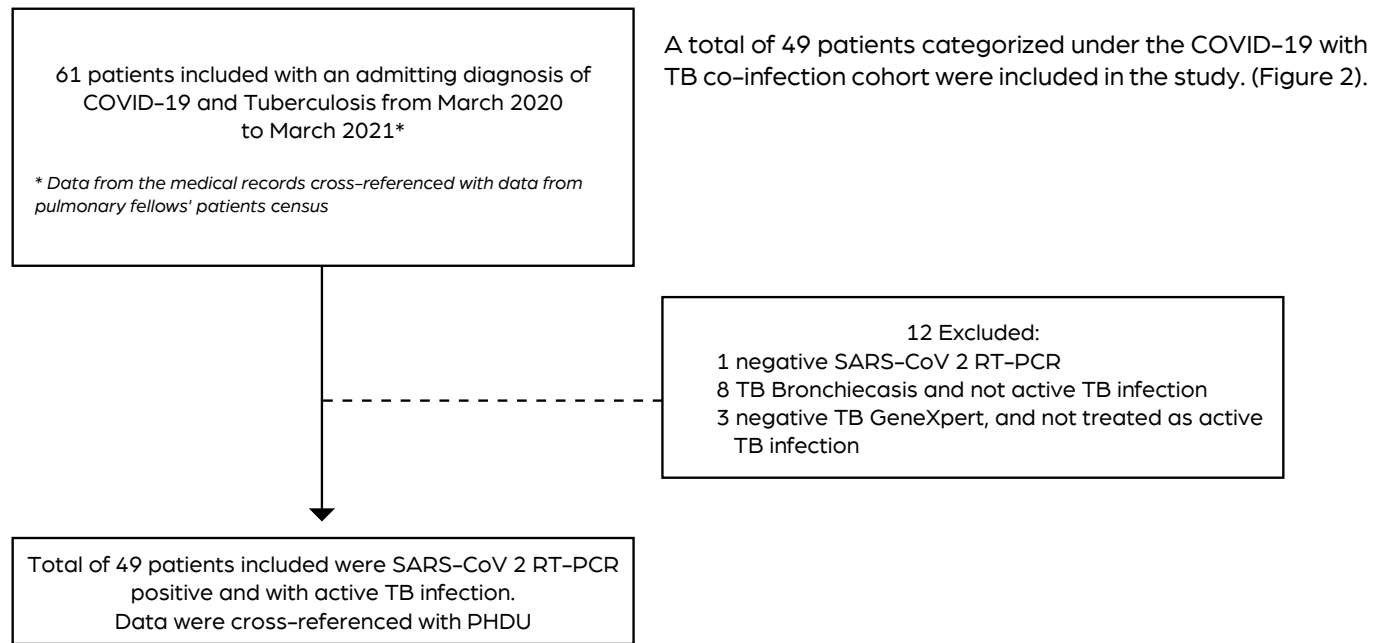 61 patients included with an admitting diagnosis of
COVID-19 and Tuberculosis from March 2020
to March 2021*
* Data from the medical records cross-referenced with data from
pulmonary fellows' patients census
A total of 49 patients categorized under the COVID-19 with
TB co-infection cohort were included in the study. (Figure 2).
12 Excluded:
1 negative SARS-CoV 2 RT-PCR
8 TB Bronchiecasis and not active TB infection
3 negative TB GeneXpert, and not treated as active
TB infection
Total of 49 patients included were SARS-CoV 2 RT-PCR
positive and with active TB infection.
Data were cross-referenced with PHDU